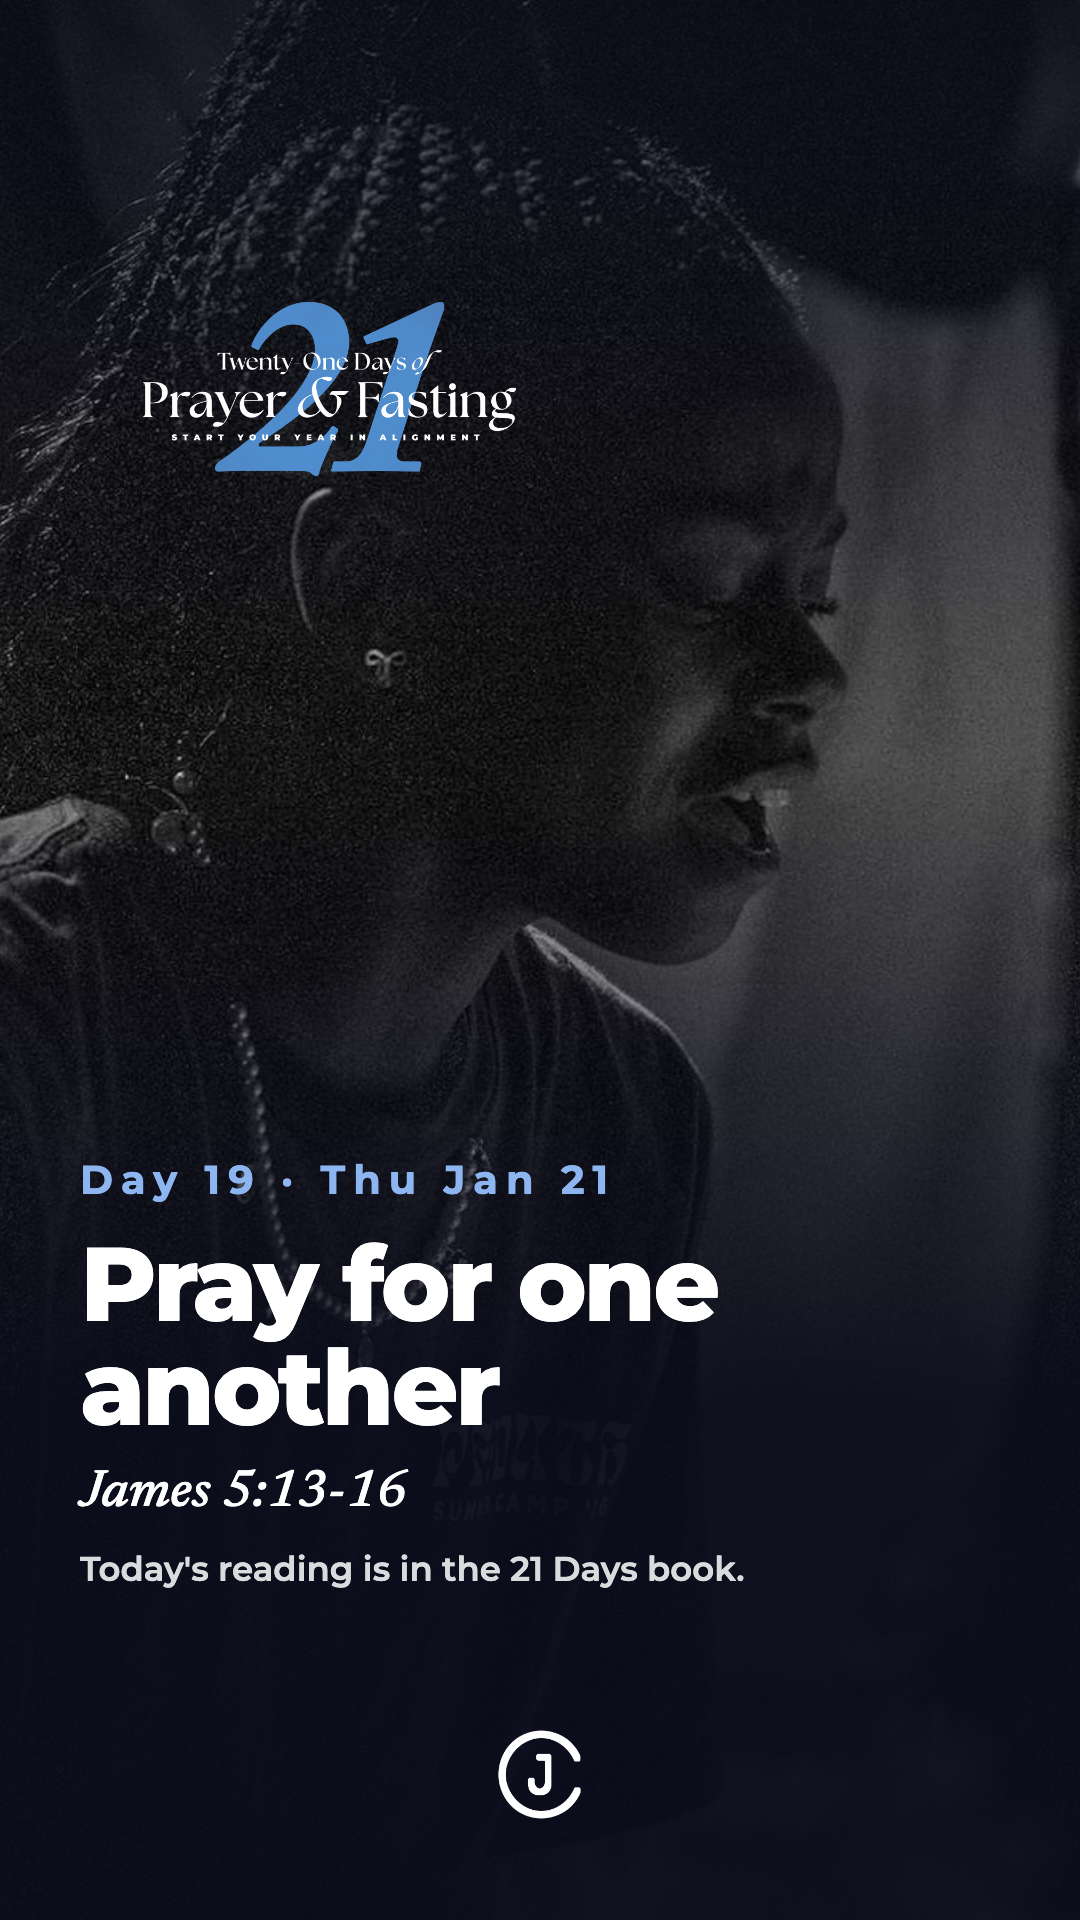 21
Twenty-One Days of
Prayer & Fasting
START YOUR YEAR IN ALIGNMENT
Day 19 · Thu Jan 21
Pray for one
another
James 5:13-16
Today's reading is in the 21 Days book.
J